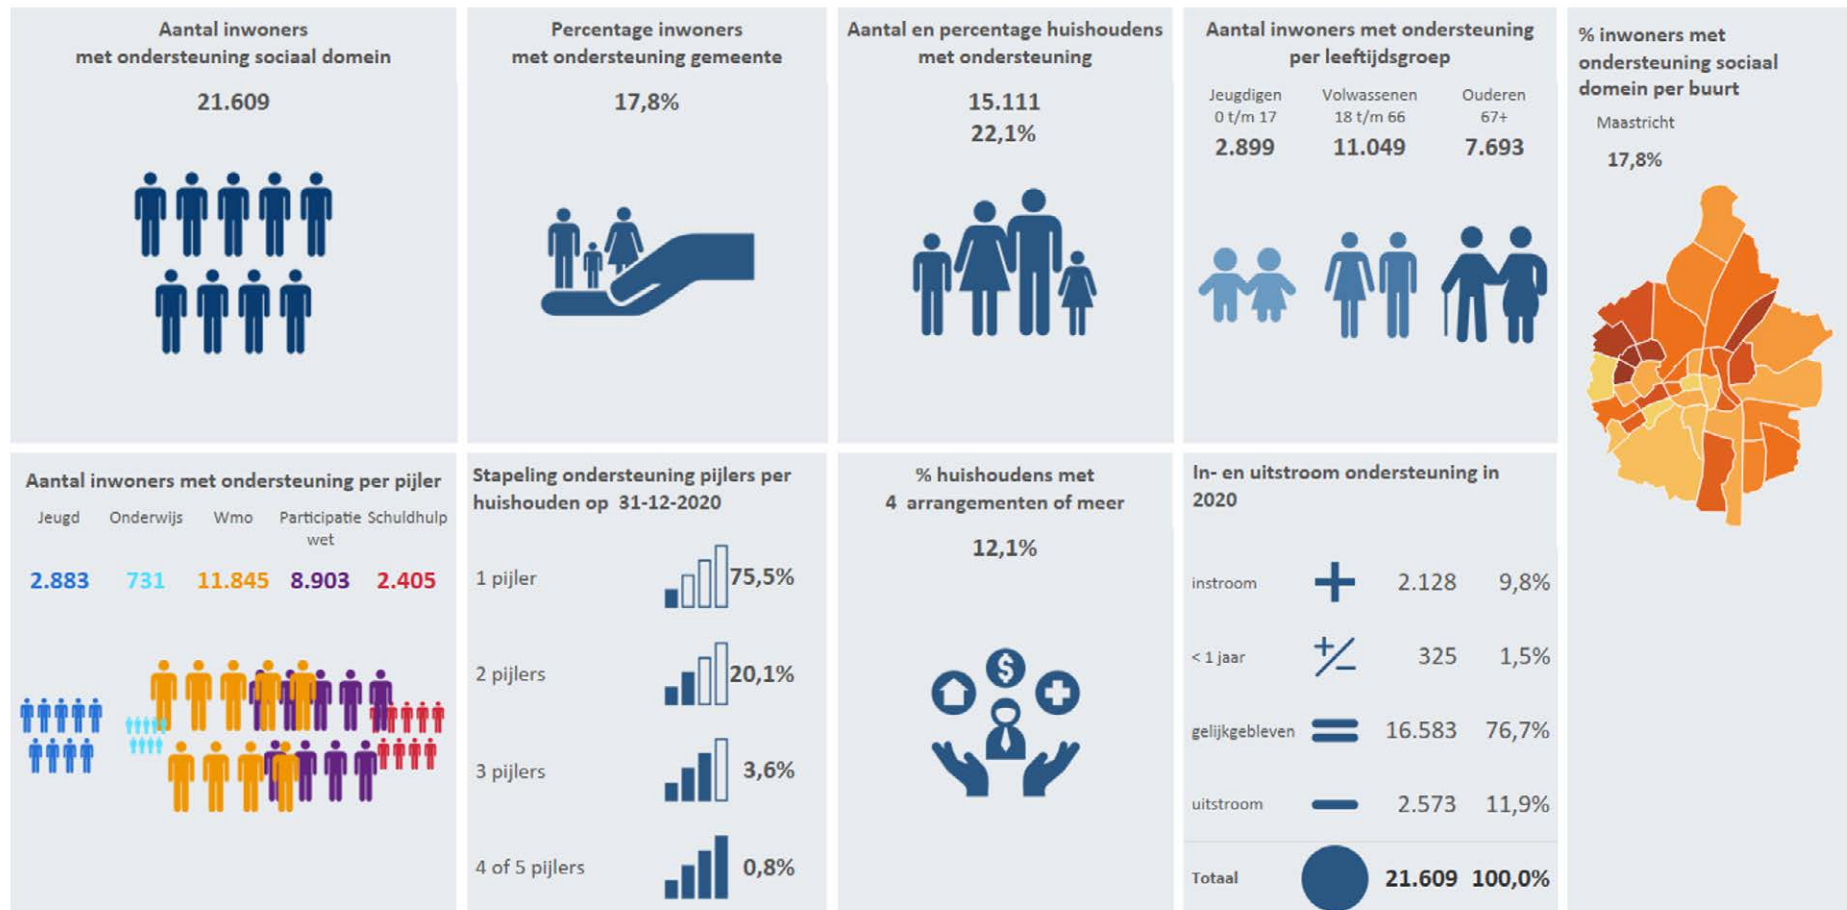 Aantal inwoners
met ondersteuning sociaal domein
21.609
Percentage inwoners
met ondersteuning gemeente
17,8%
Aantal en percentage huishoudens
met ondersteuning
15.111
22,1%
Aantal inwoners met ondersteuning
per leeftijdsgroep
Jeugdigen Volwassenen Ouderen
0 t/m 17 18 t/m 66 67+
2.899 11.049 7.693
% inwoners met
ondersteuning sociaal
domein per buurt
Maastricht
17,8%
Aantal inwoners met ondersteuning per pijler
Jeugd Onderwijs Wmo Participatie Schuldhulp
wet
2.883 731 11.845 8.903 2.405
Stapeling ondersteuning pijlers per
huishouden op 31-12-2020
1 pijler 75,5%
2 pijlers 20,1%
3 pijlers 3,6%
4 of 5 pijlers 0,8%
% huishoudens met
4 arrangementen of meer
12,1%
$
In- en uitstroom ondersteuning in
2020
instroom + 2.128 9,8%
< 1 jaar +/− 325 1,5%
gelijkgebleven = 16.583 76,7%
uitstroom − 2.573 11,9%
Totaal 21.609 100,0%